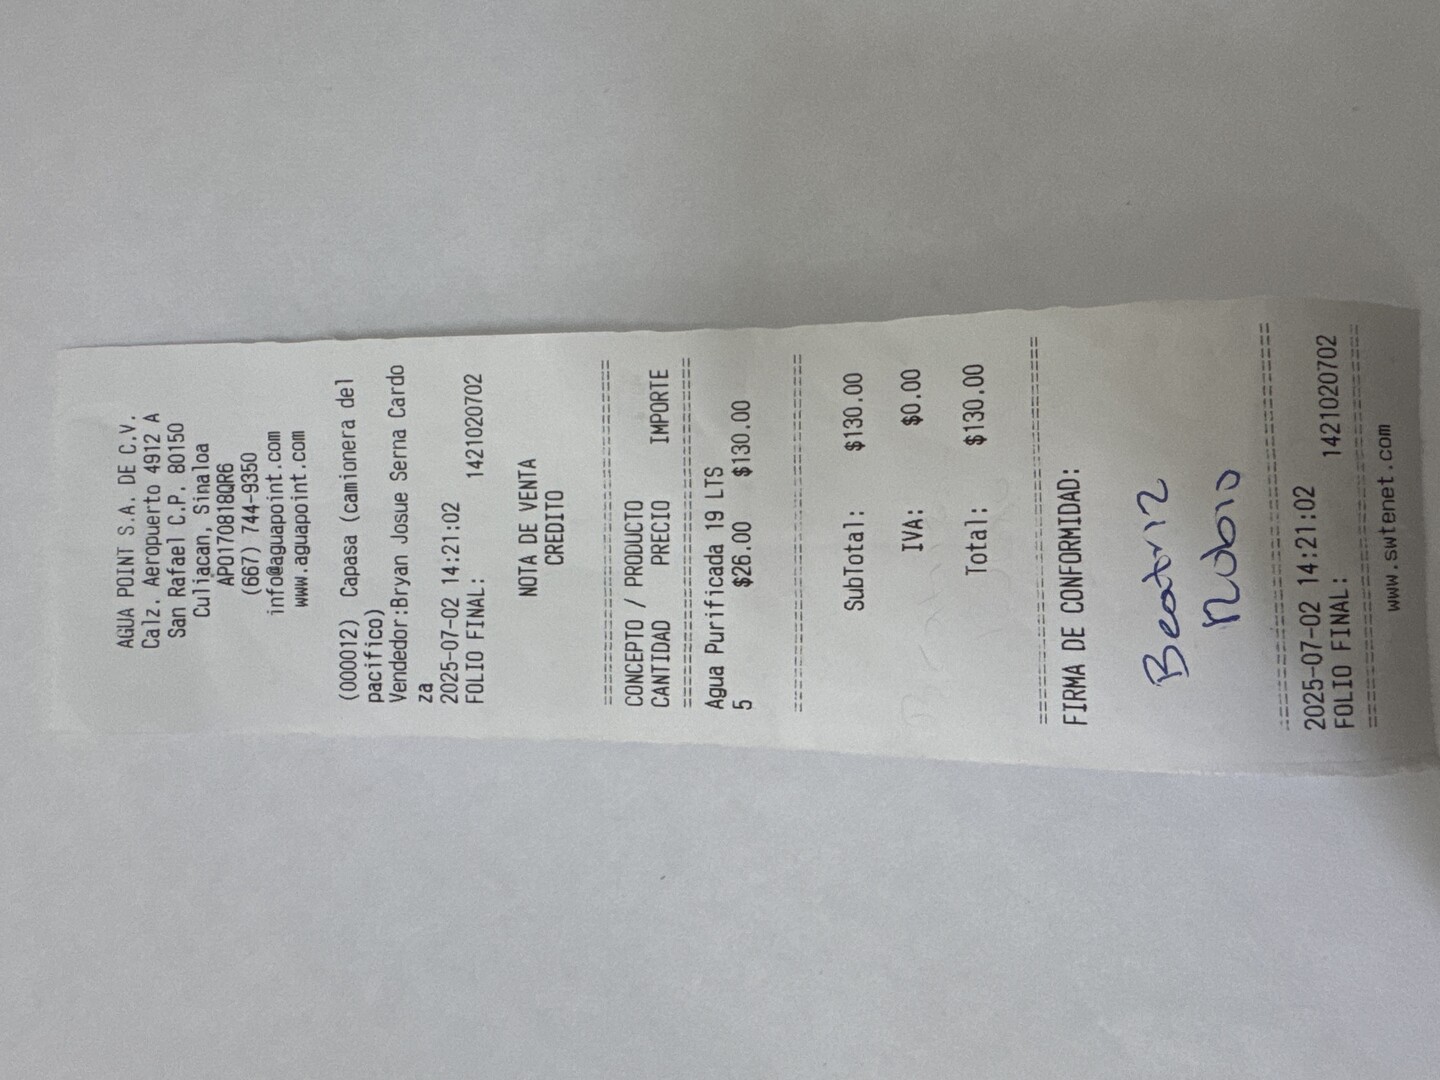 AGUA POINT S.A. DE C.V.
Calz. Aeropuerto 4912 A
San Rafael C.P. 80150
Culiacan, Sinaloa
APO170818QR6
(667) 744-9350
info@aguapoint.com
www.aguapoint.com
(000012) Capasa (camionera del
pacifico)
Vendedor:Bryan Josue Serna Cardo
za
2025-07-02 14:21:02
FOLIO FINAL: 1421020702
NOTA DE VENTA
CREDITO
================================
CONCEPTO / PRODUCTO
CANTIDAD PRECIO IMPORTE
================================
Agua Purificada 19 LTS
5 $26.00 $130.00
================================
SubTotal: $130.00
IVA: $0.00
Total: $130.00
================================
FIRMA DE CONFORMIDAD:
Beatriz
Rubio
================================
2025-07-02 14:21:02
FOLIO FINAL: 1421020702
================================
www.swtenet.com